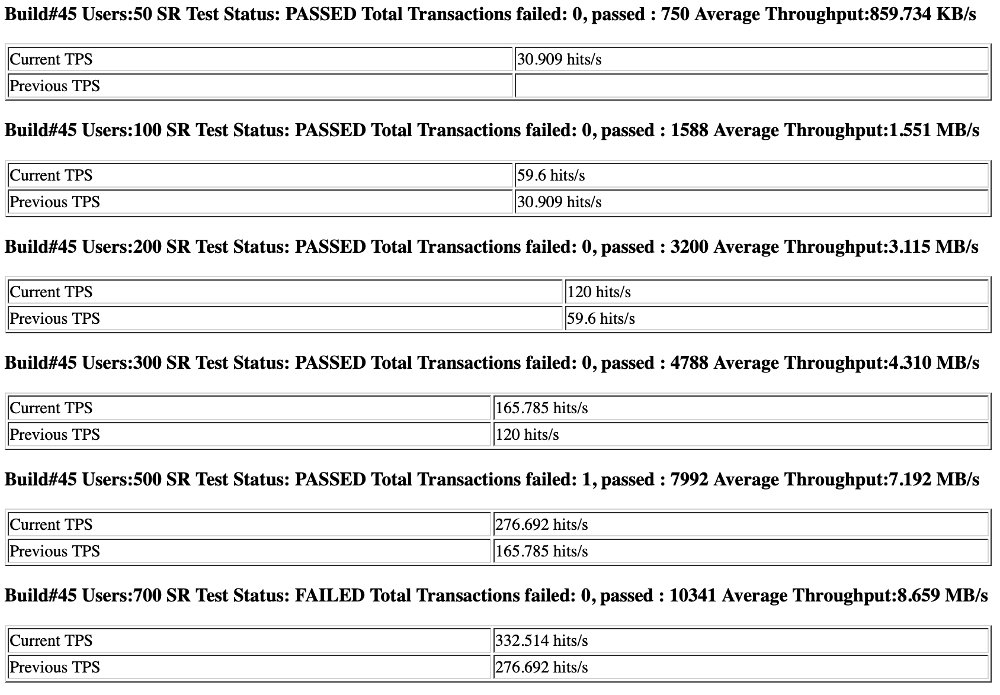 Build#45 Users:50 SR Test Status: PASSED Total Transactions failed: 0, passed : 750 Average Throughput:859.734 KB/s
Current TPS 30.909 hits/s
Previous TPS
Build#45 Users:100 SR Test Status: PASSED Total Transactions failed: 0, passed : 1588 Average Throughput:1.551 MB/s
Current TPS 59.6 hits/s
Previous TPS 30.909 hits/s
Build#45 Users:200 SR Test Status: PASSED Total Transactions failed: 0, passed : 3200 Average Throughput:3.115 MB/s
Current TPS 120 hits/s
Previous TPS 59.6 hits/s
Build#45 Users:300 SR Test Status: PASSED Total Transactions failed: 0, passed : 4788 Average Throughput:4.310 MB/s
Current TPS 165.785 hits/s
Previous TPS 120 hits/s
Build#45 Users:500 SR Test Status: PASSED Total Transactions failed: 1, passed : 7992 Average Throughput:7.192 MB/s
Current TPS 276.692 hits/s
Previous TPS 165.785 hits/s
Build#45 Users:700 SR Test Status: FAILED Total Transactions failed: 0, passed : 10341 Average Throughput:8.659 MB/s
Current TPS 332.514 hits/s
Previous TPS 276.692 hits/s